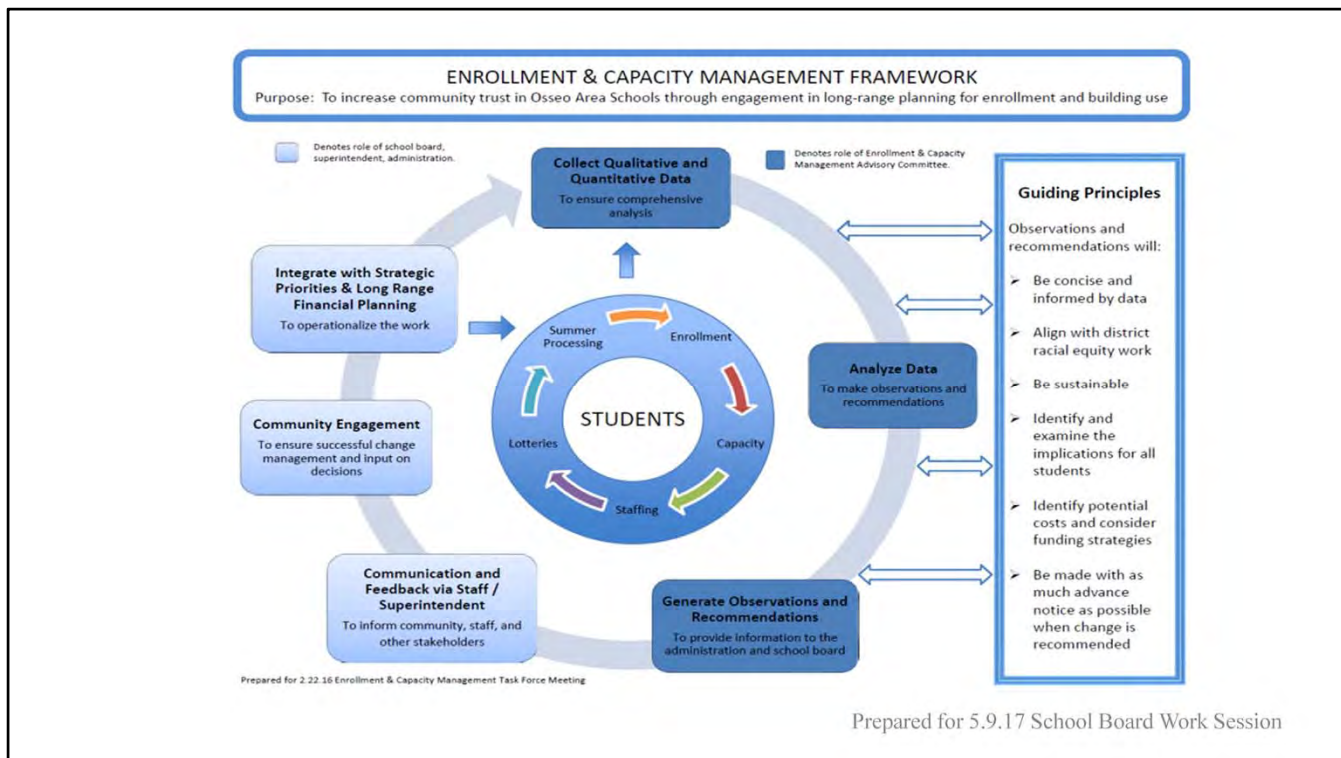 ENROLLMENT & CAPACITY MANAGEMENT FRAMEWORK
Purpose: To increase community trust in Osseo Area Schools through engagement in long-range planning for enrollment and building use
Denotes role of school board,
superintendent, administration.
Denotes role of Enrollment & Capacity
Management Advisory Committee.
Collect Qualitative and
Quantitative Data
To ensure comprehensive
analysis
Analyze Data
To make observations and
recommendations
Generate Observations and
Recommendations
To provide information to the
administration and school board
Communication and
Feedback via Staff /
Superintendent
To inform community, staff, and
other stakeholders
Community Engagement
To ensure successful change
management and input on
decisions
Integrate with Strategic
Priorities & Long Range
Financial Planning
To operationalize the work
Summer
Processing
Enrollment
Capacity
Staffing
Lotteries
STUDENTS
Guiding Principles
Observations and
recommendations will:
➢ Be concise and
informed by data
➢ Align with district
racial equity work
➢ Be sustainable
➢ Identify and
examine the
implications for all
students
➢ Identify potential
costs and consider
funding strategies
➢ Be made with as
much advance
notice as possible
when change is
recommended
Prepared for 2.22.16 Enrollment & Capacity Management Task Force Meeting
Prepared for 5.9.17 School Board Work Session